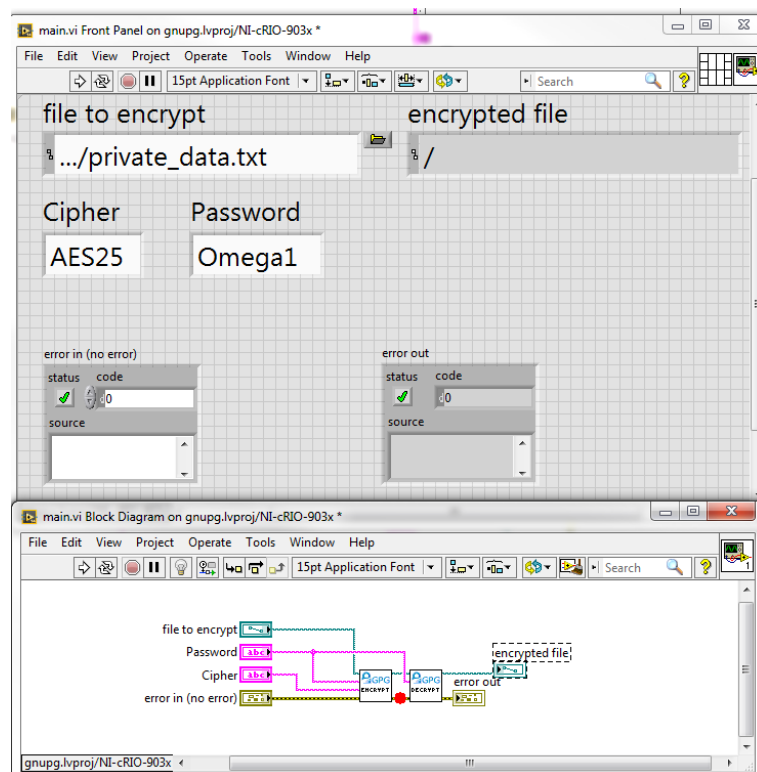 main.vi Front Panel on gnupg.lvproj/NI-cRIO-903x *
File Edit View Project Operate Tools Window Help
15pt Application Font Search
file to encrypt encrypted file
.../private_data.txt /
Cipher Password
AES25 Omega1
error in (no error) error out
status code status code
0 0
source source
main.vi Block Diagram on gnupg.lvproj/NI-cRIO-903x *
File Edit View Project Operate Tools Window Help
15pt Application Font Search
1
file to encrypt
Password encrypted file
abc
Cipher GPG GPG error out
abc ENCRYPT DECRYPT
error in (no error)
gnupg.lvproj/NI-cRIO-903x